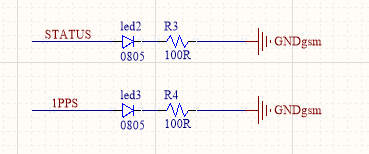 led2 R3
STATUS
GNDgsm
0805 100R
led3 R4
1PPS
GNDgsm
0805 100R